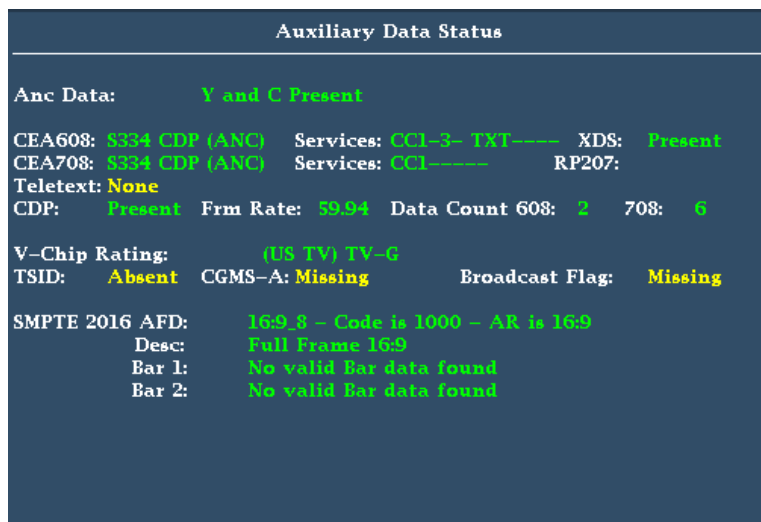 Auxiliary Data Status
Anc Data: Y and C Present
CEA608: S334 CDP (ANC) Services: CC1-3- TXT---- XDS: Present
CEA708: S334 CDP (ANC) Services: CC1----- RP207:
Teletext: None
CDP: Present Frm Rate: 59.94 Data Count 608: 2 708: 6
V-Chip Rating: (US TV) TV-G
TSID: Absent CGMS-A: Missing Broadcast Flag: Missing
SMPTE 2016 AFD: 16:9_8 - Code is 1000 - AR is 16:9
Desc: Full Frame 16:9
Bar 1: No valid Bar data found
Bar 2: No valid Bar data found